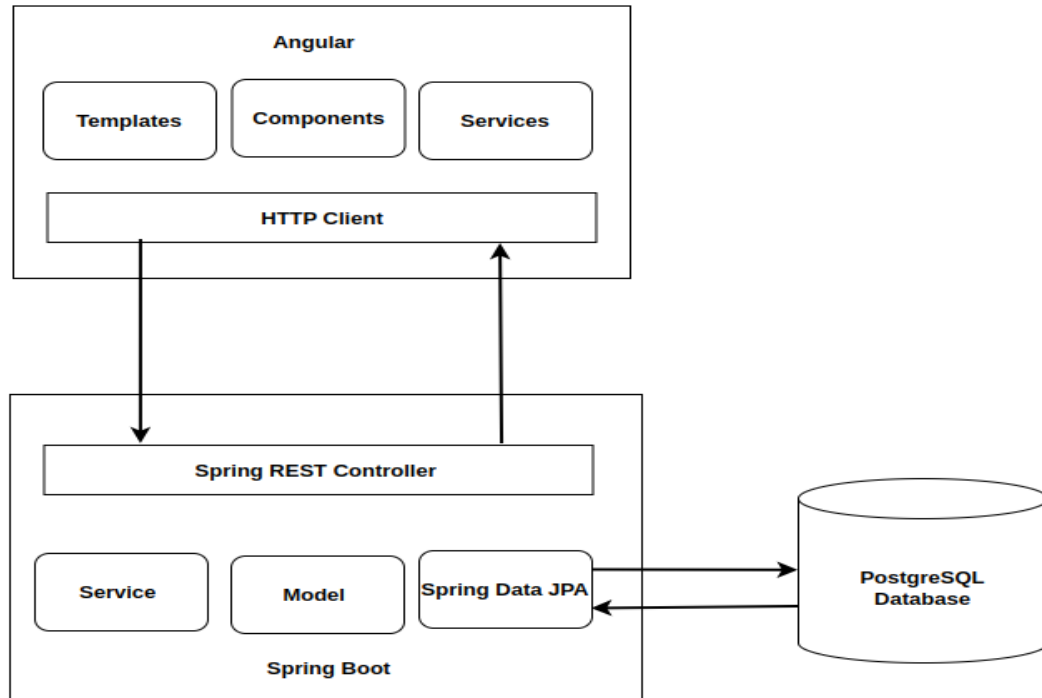 Angular
Templates
Components
Services
HTTP Client
Spring REST Controller
Service
Model
Spring Data JPA
PostgreSQL
Database
Spring Boot